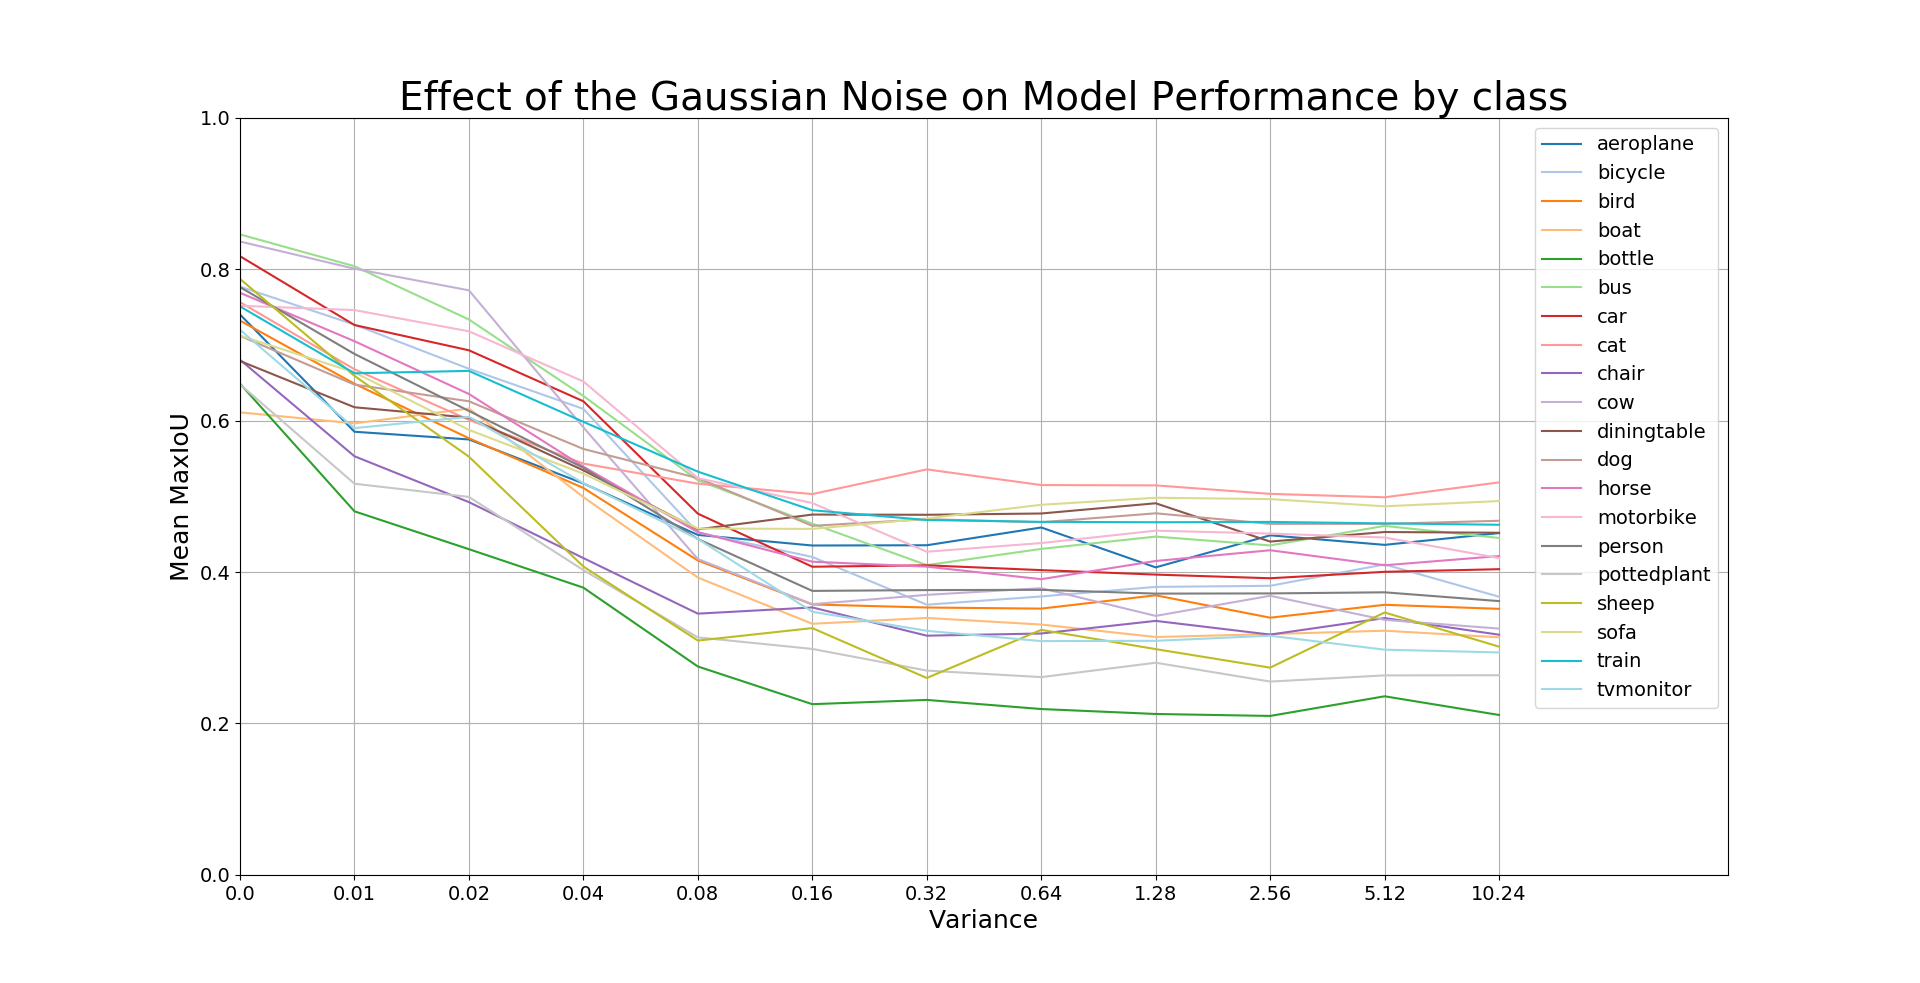 Effect of the Gaussian Noise on Model Performance by class
Mean MaxIoU
1.0
0.8
0.6
0.4
0.2
0.0
0.0 0.01 0.02 0.04 0.08 0.16 0.32 0.64 1.28 2.56 5.12 10.24
Variance
aeroplane
bicycle
bird
boat
bottle
bus
car
cat
chair
cow
diningtable
dog
horse
motorbike
person
pottedplant
sheep
sofa
train
tvmonitor